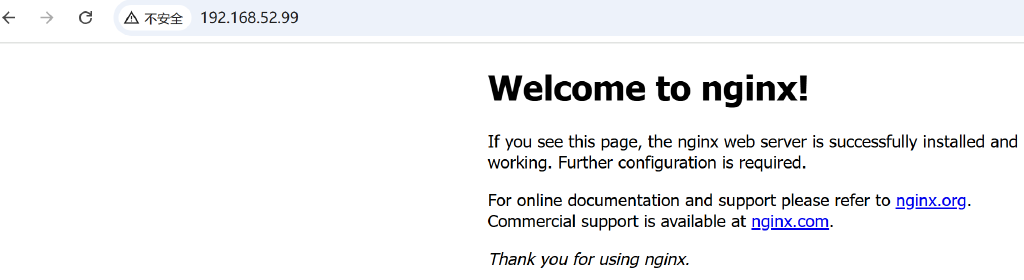 不安全 192.168.52.99
Welcome to nginx!
If you see this page, the nginx web server is successfully installed and
working. Further configuration is required.
For online documentation and support please refer to nginx.org.
Commercial support is available at nginx.com.
Thank you for using nginx.